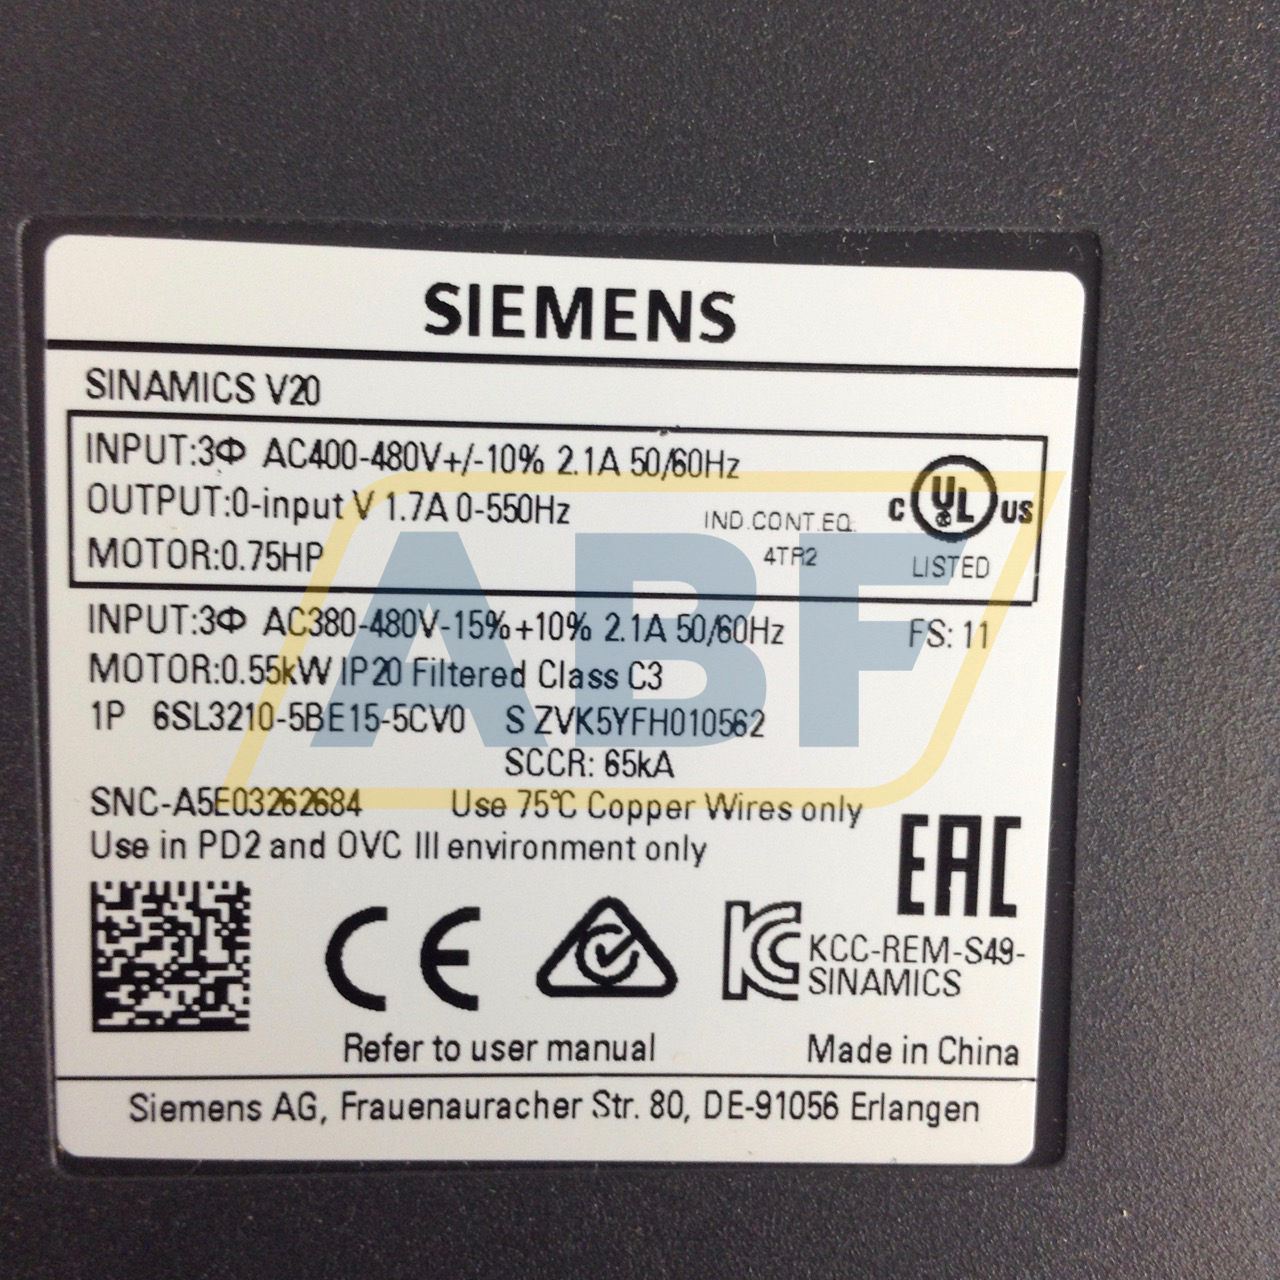 SIEMENS
SINAMICS V20
INPUT:3Φ AC400-480V+/-10% 2.1A 50/60Hz
OUTPUT:0-input V 1.7A 0-550Hz
MOTOR:0.75HP
IND.CONT.EQ.
4TR2
C UL US
LISTED
INPUT:3Φ AC380-480V-15%+10% 2.1A 50/60Hz FS: 11
MOTOR:0.55kW IP20 Filtered Class C3
1P 6SL3210-5BE15-5CV0 S ZVK5YFH010562
SCCR: 65kA
SNC-A5E03262684 Use 75℃ Copper Wires only
Use in PD2 and OVC III environment only
EAC
CE
KC
KCC-REM-S49-
SINAMICS
Refer to user manual Made in China
Siemens AG, Frauenauracher Str. 80, DE-91056 Erlangen
ABF